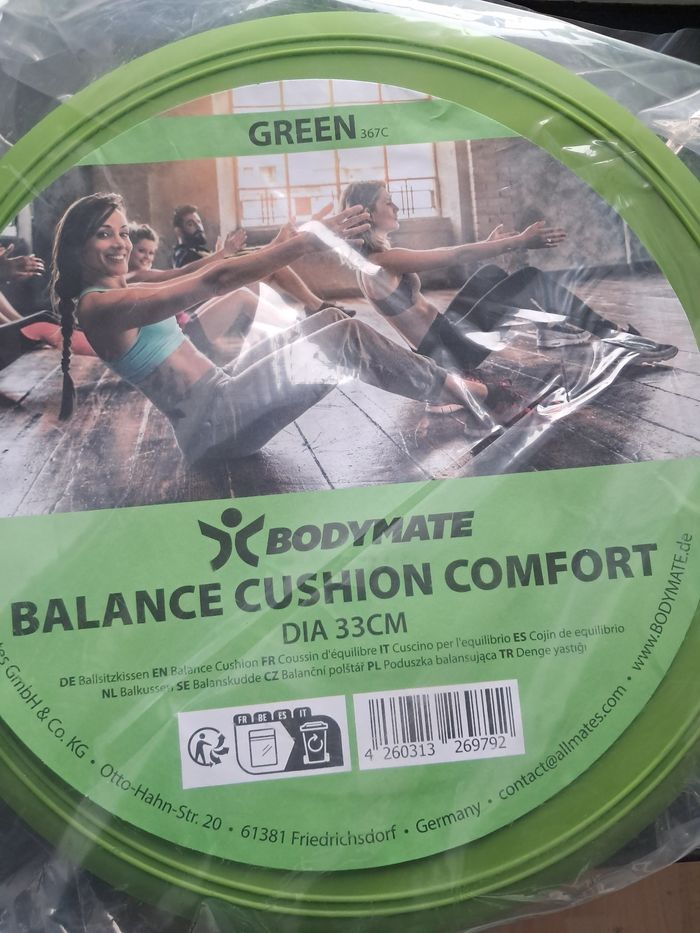 GREEN 367C
BODYMATE
BALANCE CUSHION COMFORT
DIA 33CM
DE Ballsitzkissen EN Balance Cushion FR Coussin d'équilibre IT Cuscino per l'equilibrio ES Cojín de equilibrio
NL Balkussen SE Balanskudde CZ Balanční polštář PL Poduszka balansująca TR Denge yastığı
FR BE ES IT
4 260313 269792
GmbH & Co. KG • Otto-Hahn-Str. 20 • 61381 Friedrichsdorf • Germany • contact@allmates.com • www.BODYMATE.de